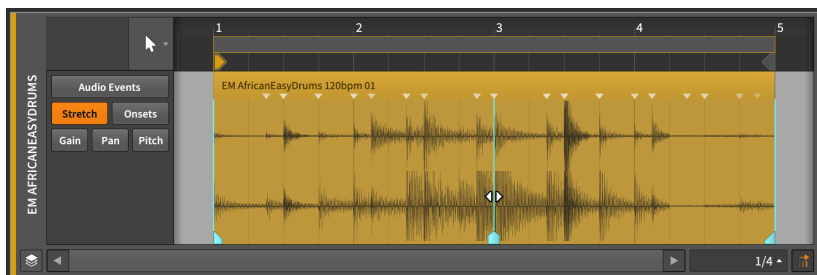 1 2 3 4 5
EM AFRICANEASYDRUMS
Audio Events
EM AfricanEasyDrums 120bpm 01
Stretch Onsets
Gain Pan Pitch
1/4